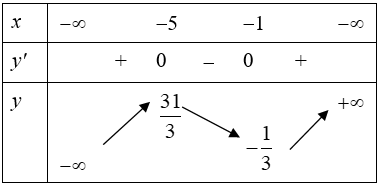 x −∞ −5 −1 −∞
y′ + 0 − 0 +
y −∞ 31/3 −1/3 +∞